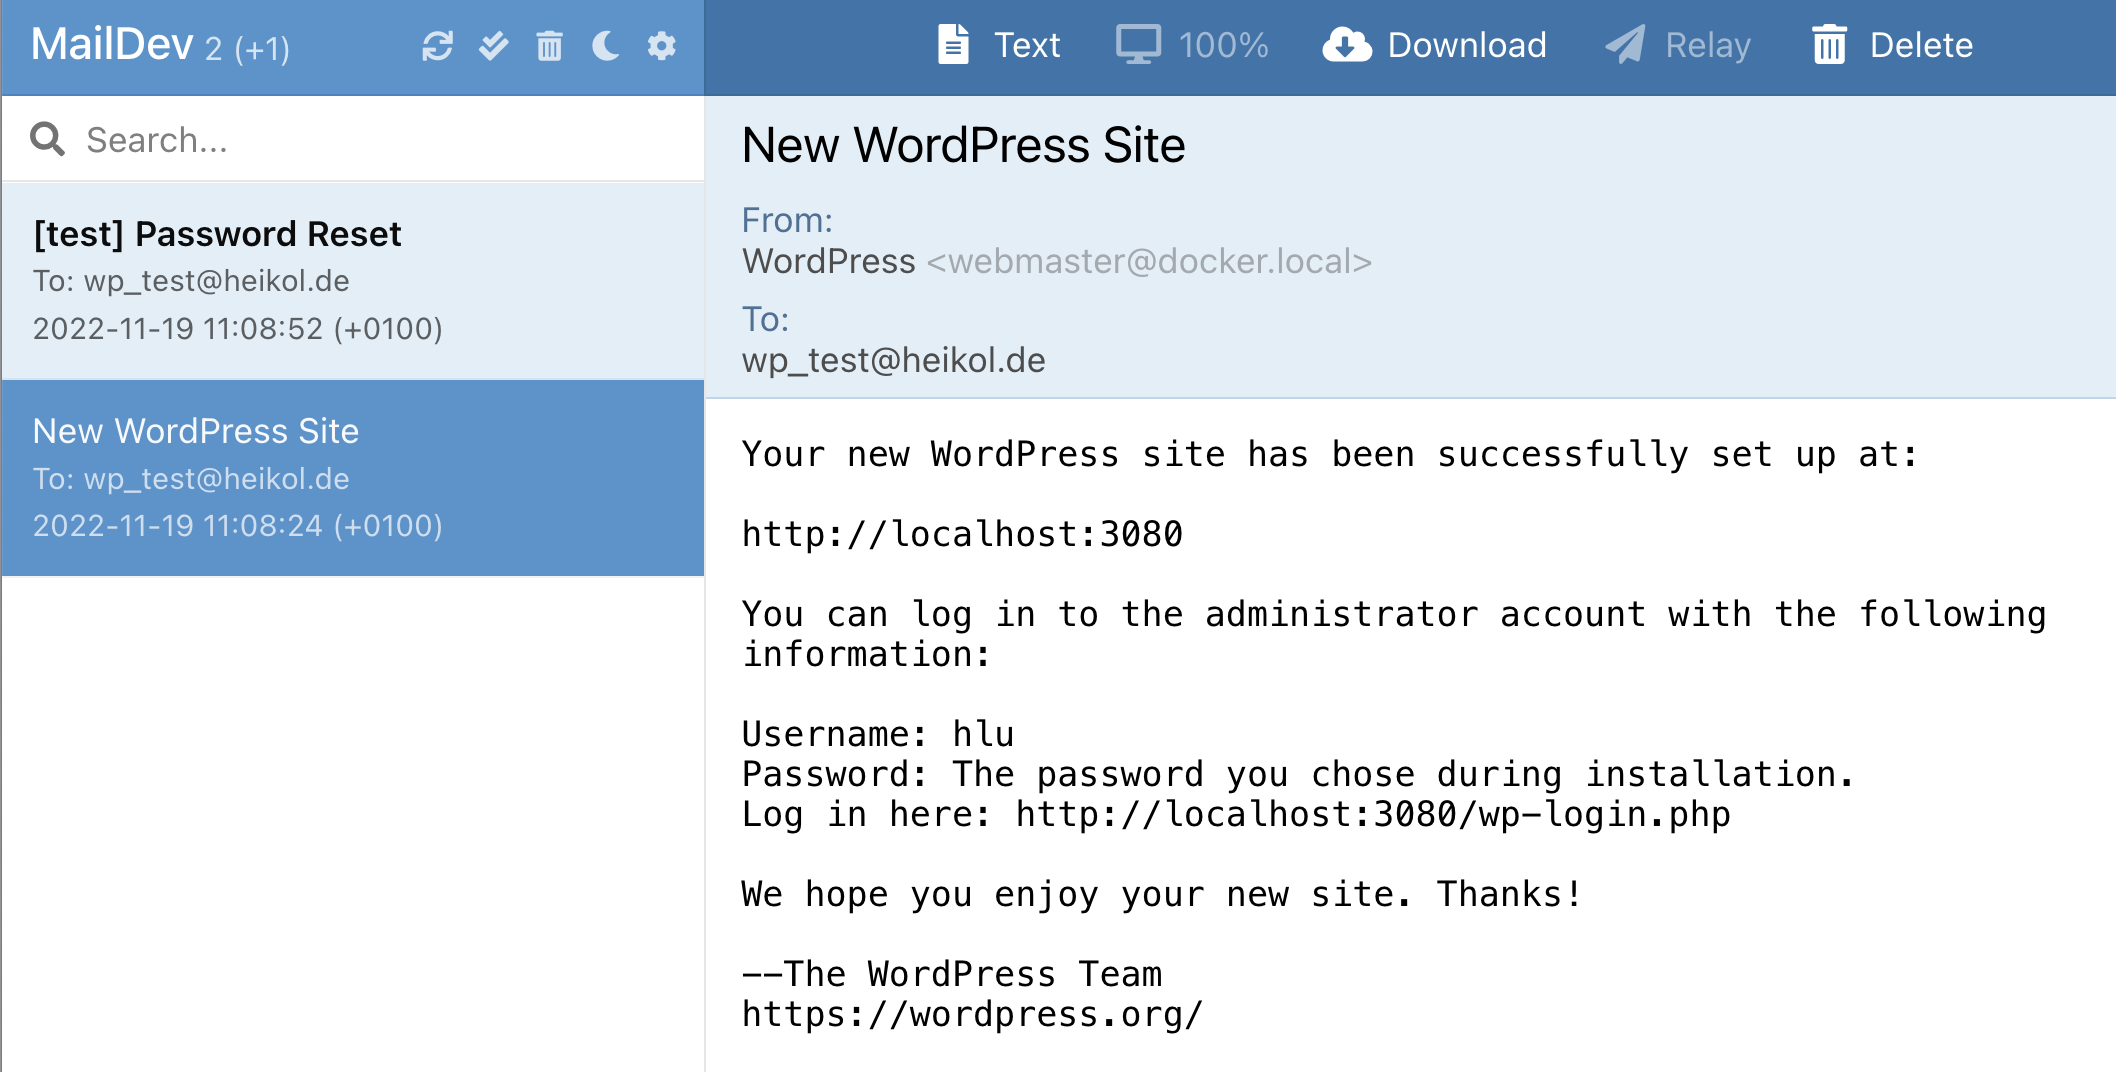 MailDev 2 (+1)
Text 100% Download Relay Delete
Search...
[test] Password Reset
To: wp_test@heikol.de
2022-11-19 11:08:52 (+0100)
New WordPress Site
To: wp_test@heikol.de
2022-11-19 11:08:24 (+0100)
New WordPress Site
From:
WordPress <webmaster@docker.local>
To:
wp_test@heikol.de
Your new WordPress site has been successfully set up at:
http://localhost:3080
You can log in to the administrator account with the following
information:
Username: hlu
Password: The password you chose during installation.
Log in here: http://localhost:3080/wp-login.php
We hope you enjoy your new site. Thanks!
--The WordPress Team
https://wordpress.org/